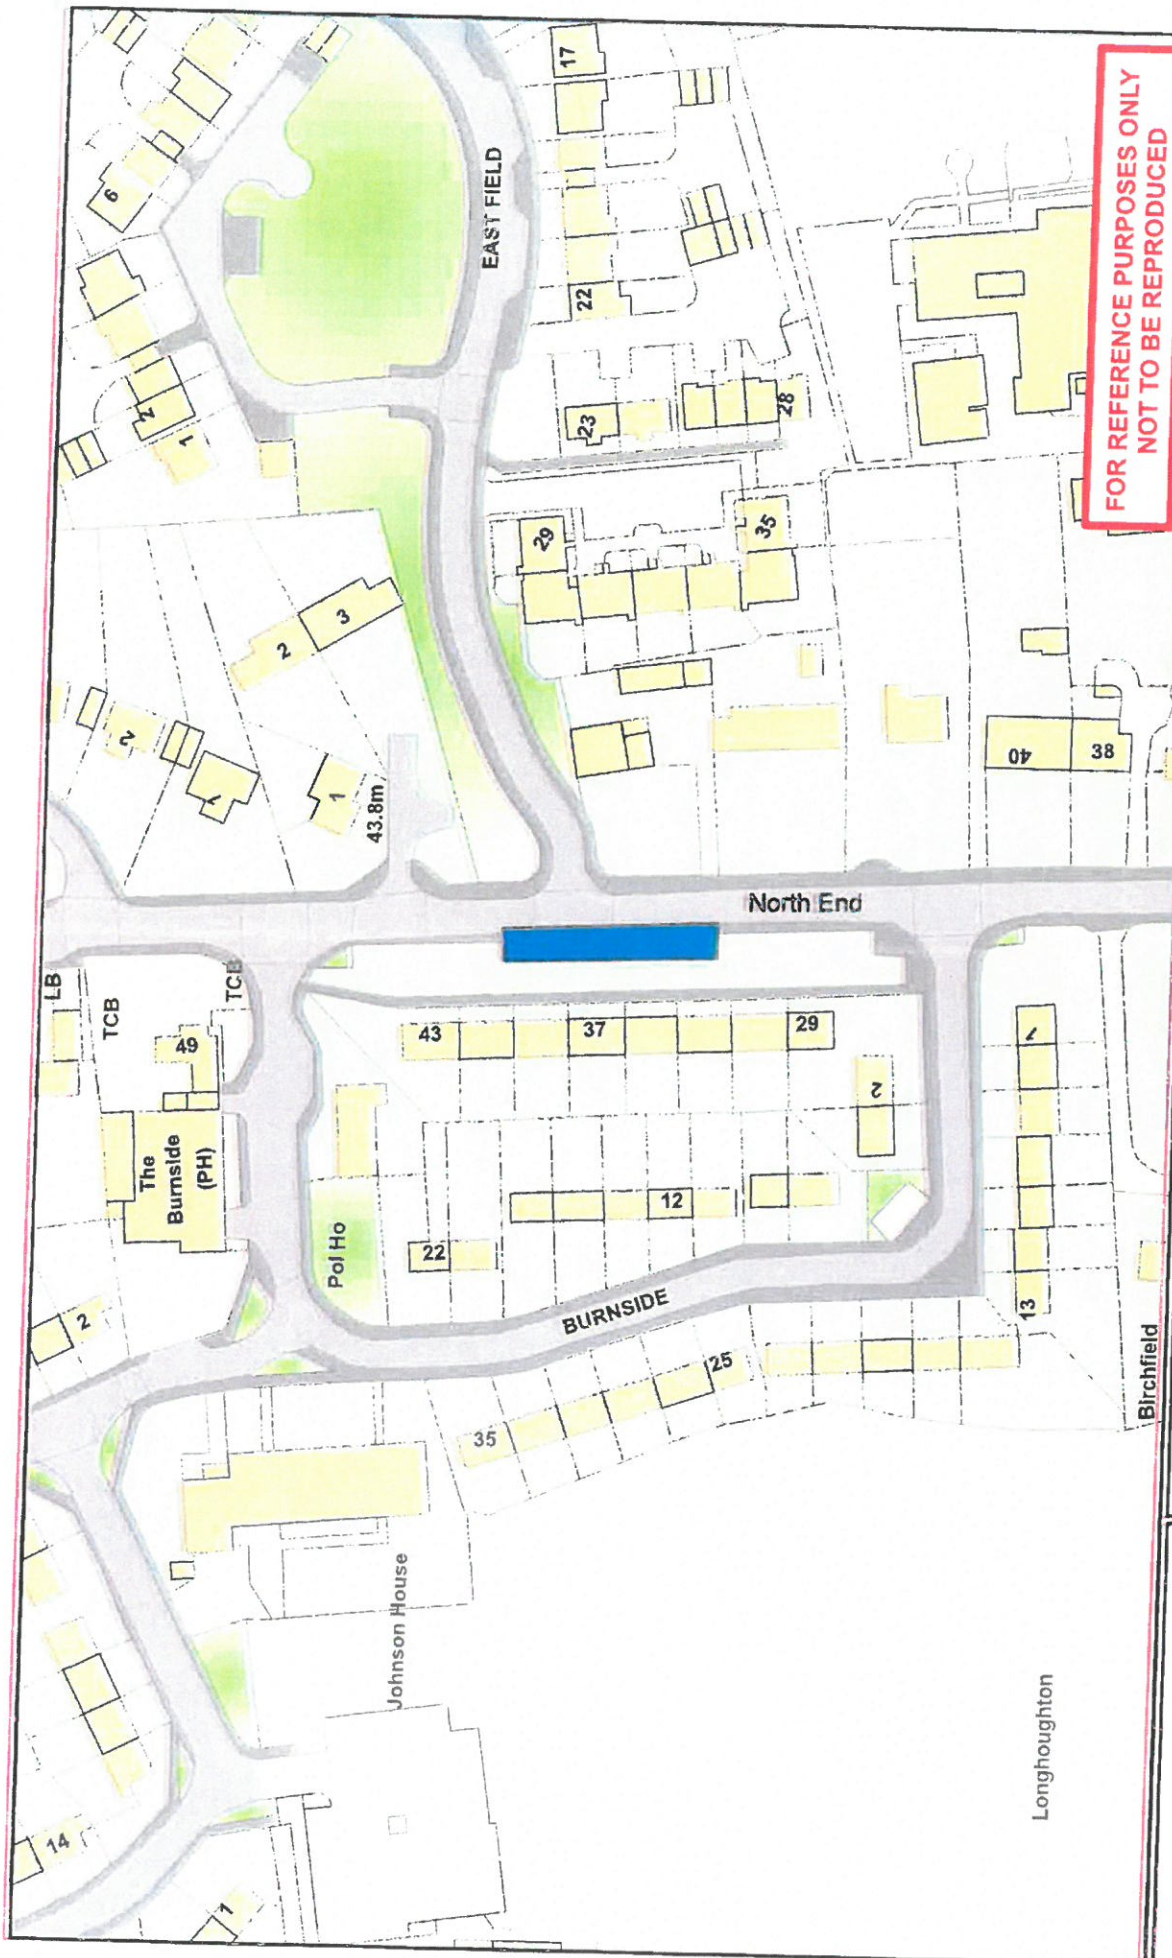 17
6
EAST FIELD
22
FOR REFERENCE PURPOSES ONLY
NOT TO BE REPRODUCED
2
1
23
28
29
35
3
2
2
1
1
43.8m
40
38
North End
LB
TCB
TCB
49
43
37
29
1
2
The
Burnside
(PH)
12
Pol Ho
22
2
BURNSIDE
13
25
35
Birchfield
Johnson House
Longhoughton
14
1